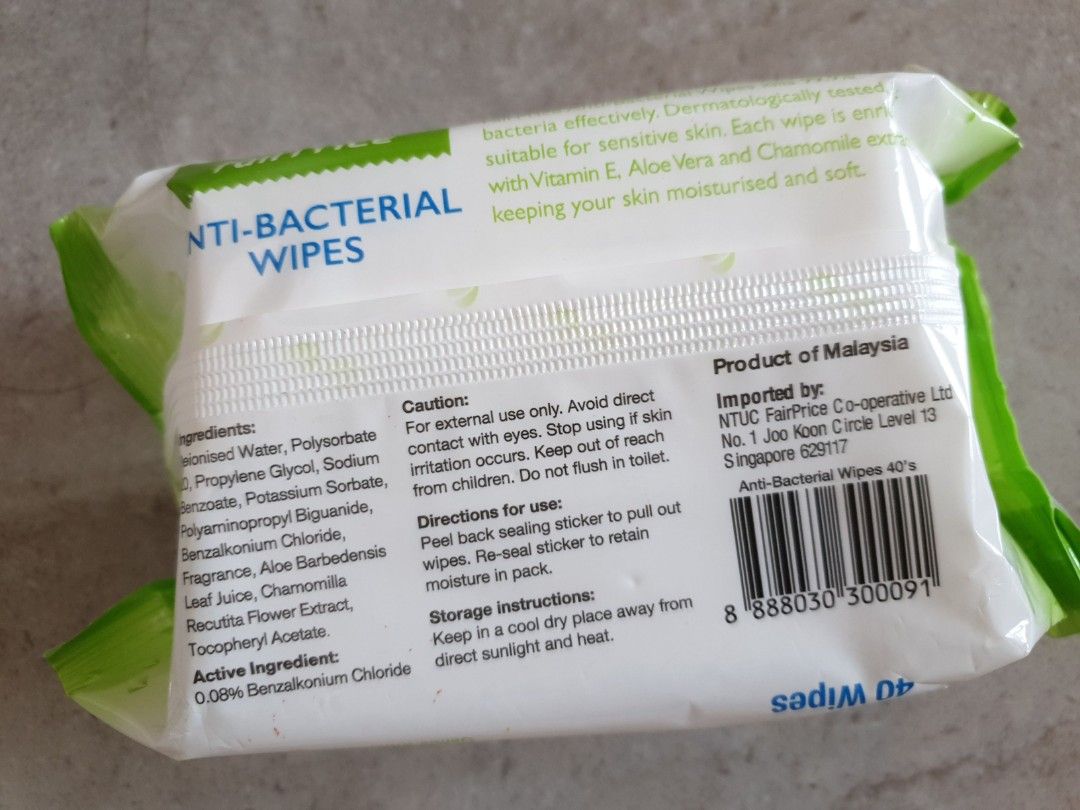 NTI-BACTERIAL
WIPES
bacteria effectively. Dermatologically tested
suitable for sensitive skin. Each wipe is enri
with Vitamin E, Aloe Vera and Chamomile extra
keeping your skin moisturised and soft.
ngredients:
eionised Water, Polysorbate
0, Propylene Glycol, Sodium
Benzoate, Potassium Sorbate,
Polyaminopropyl Biguanide,
Benzalkonium Chloride,
Fragrance, Aloe Barbedensis
Leaf Juice, Chamomilla
Recutita Flower Extract,
Tocopheryl Acetate.
Active Ingredient:
0.08% Benzalkonium Chloride
Caution:
For external use only. Avoid direct
contact with eyes. Stop using if skin
irritation occurs. Keep out of reach
from children. Do not flush in toilet.
Directions for use:
Peel back sealing sticker to pull out
wipes. Re-seal sticker to retain
moisture in pack.
Storage instructions:
Keep in a cool dry place away from
direct sunlight and heat.
Product of Malaysia
Imported by:
NTUC FairPrice Co-operative Ltd
No. 1 Joo Koon Circle Level 13
Singapore 629117
Anti-Bacterial Wipes 40's
8 888030 300091
40 Wipes